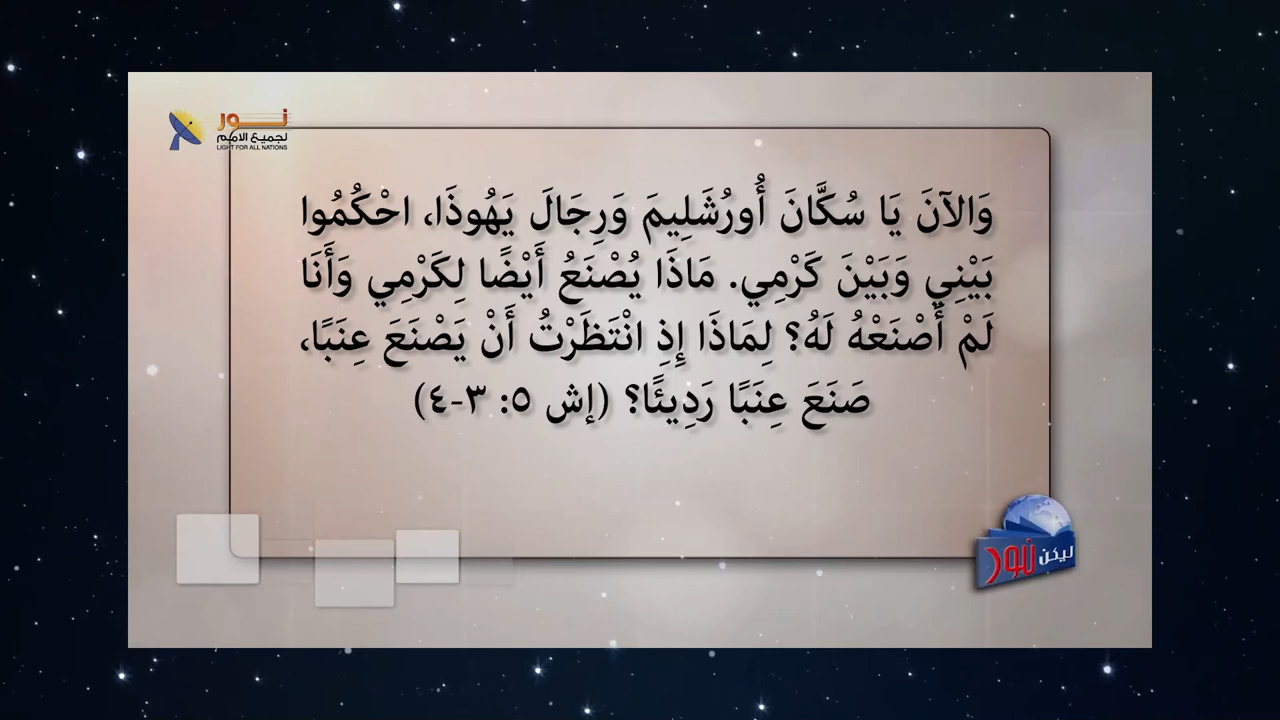 نور
لجميع الامم
LIGHT FOR ALL NATIONS
وَالآنَ يَا سُكَّانَ أُورُشَلِيمَ وَرِجَالَ يَهُوذَا، احْكُمُوا
بَيْنِي وَبَيْنَ كَرْمِي. مَاذَا يُصْنَعُ أَيْضًا لِكَرْمِي وَأَنَا
لَمْ أَصْنَعْهُ لَهُ؟ لِمَاذَا إِذِ انْتَظَرْتُ أَنْ يَصْنَعَ عِنَبًا،
صَنَعَ عِنَبًا رَدِيئًا؟ (إش ٥: ٣-٤)
ليكن نور